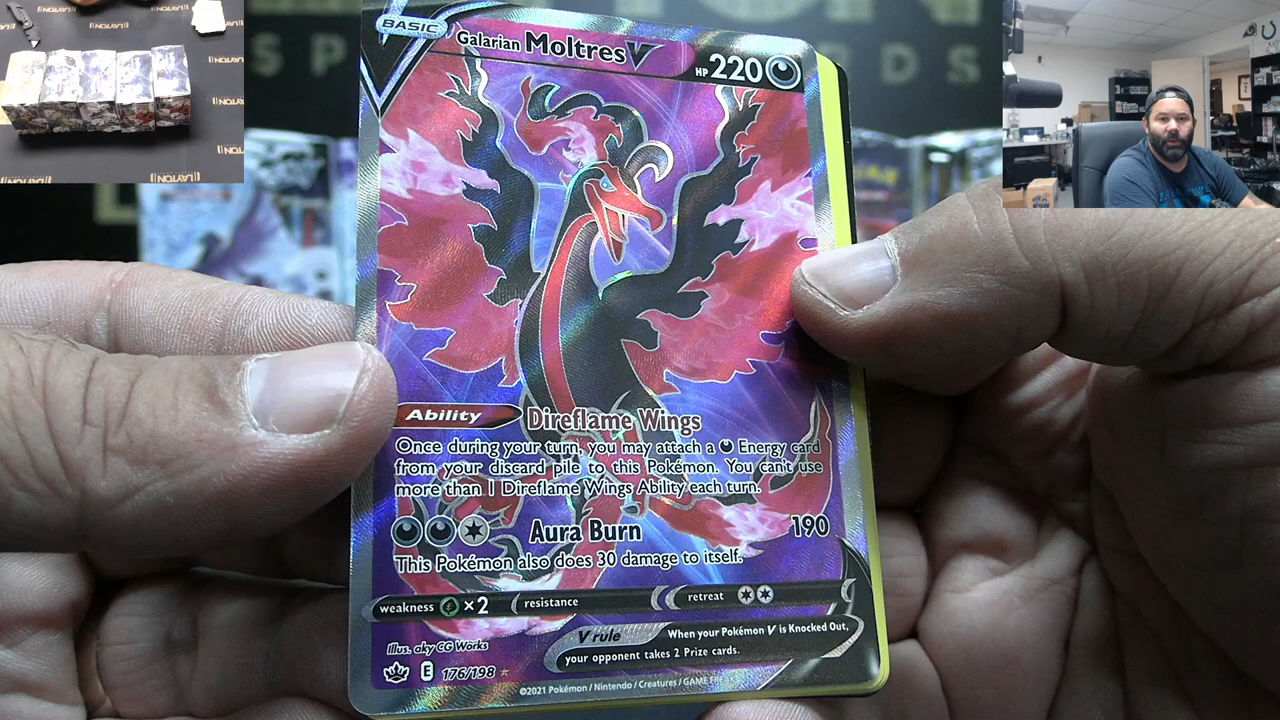 BASIC
Galarian Moltres V
HP 220
Ability Direflame Wings
Once during your turn, you may attach a Energy card
from your discard pile to this Pokémon. You can't use
more than 1 Direflame Wings Ability each turn.
Aura Burn 190
This Pokémon also does 30 damage to itself.
weakness ×2 resistance retreat
V rule When your Pokémon V is Knocked Out,
your opponent takes 2 Prize cards.
Illus. aky CG Works
E 176/198
©2021 Pokémon / Nintendo / Creatures / GAME FREAK
LAYTON
LAYTON
LAYTON